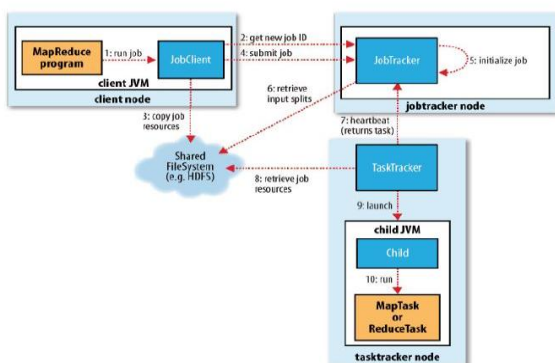 MapReduce
program
1: run job
JobClient
client JVM
client node
2: get new job ID
4: submit job
JobTracker
5: initialize job
jobtracker node
3: copy job
resources
6: retrieve
input splits
7: heartbeat
(returns task)
Shared
FileSystem
(e.g. HDFS)
8: retrieve job
resources
TaskTracker
9: launch
child JVM
Child
10: run
MapTask
or
ReduceTask
tasktracker node